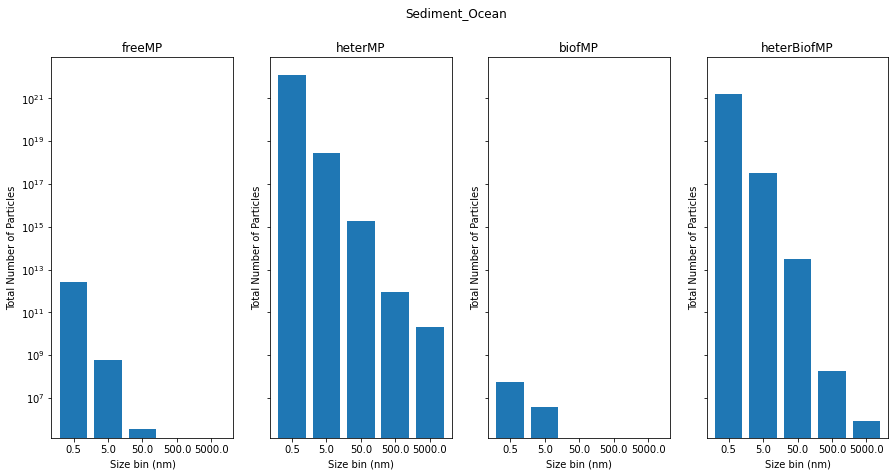 Sediment_Ocean
freeMP
heterMP
biofMP
heterBiofMP
Total Number of Particles
10^21
10^19
10^17
10^15
10^13
10^11
10^9
10^7
0.5 5.0 50.0 500.0 5000.0
Size bin (nm)
Total Number of Particles
0.5 5.0 50.0 500.0 5000.0
Size bin (nm)
Total Number of Particles
0.5 5.0 50.0 500.0 5000.0
Size bin (nm)
Total Number of Particles
0.5 5.0 50.0 500.0 5000.0
Size bin (nm)